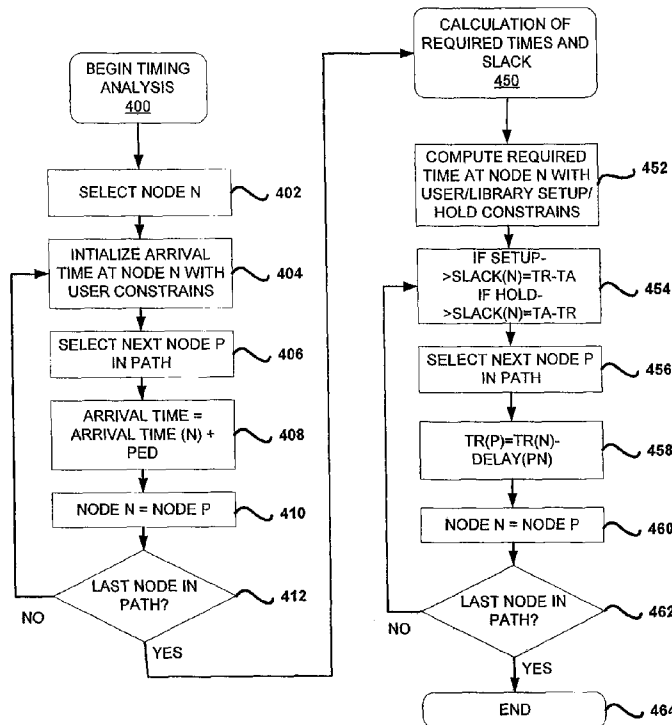 BEGIN TIMING
ANALYSIS
400
SELECT NODE N
402
INTIALIZE ARRIVAL
TIME AT NODE N WITH
USER CONSTRAINS
404
SELECT NEXT NODE P
IN PATH
406
ARRIVAL TIME =
ARRIVAL TIME (N) +
PED
408
NODE N = NODE P
410
LAST NODE IN
PATH?
412
NO
YES
CALCULATION OF
REQUIRED TIMES AND
SLACK
450
COMPUTE REQUIRED
TIME AT NODE N WITH
USER/LIBRARY SETUP/
HOLD CONSTRAINS
452
IF SETUP-
>SLACK(N)=TR-TA
IF HOLD-
>SLACK(N)=TA-TR
454
SELECT NEXT NODE P
IN PATH
456
TR(P)=TR(N)-
DELAY(PN)
458
NODE N = NODE P
460
LAST NODE IN
PATH?
462
NO
YES
END
464